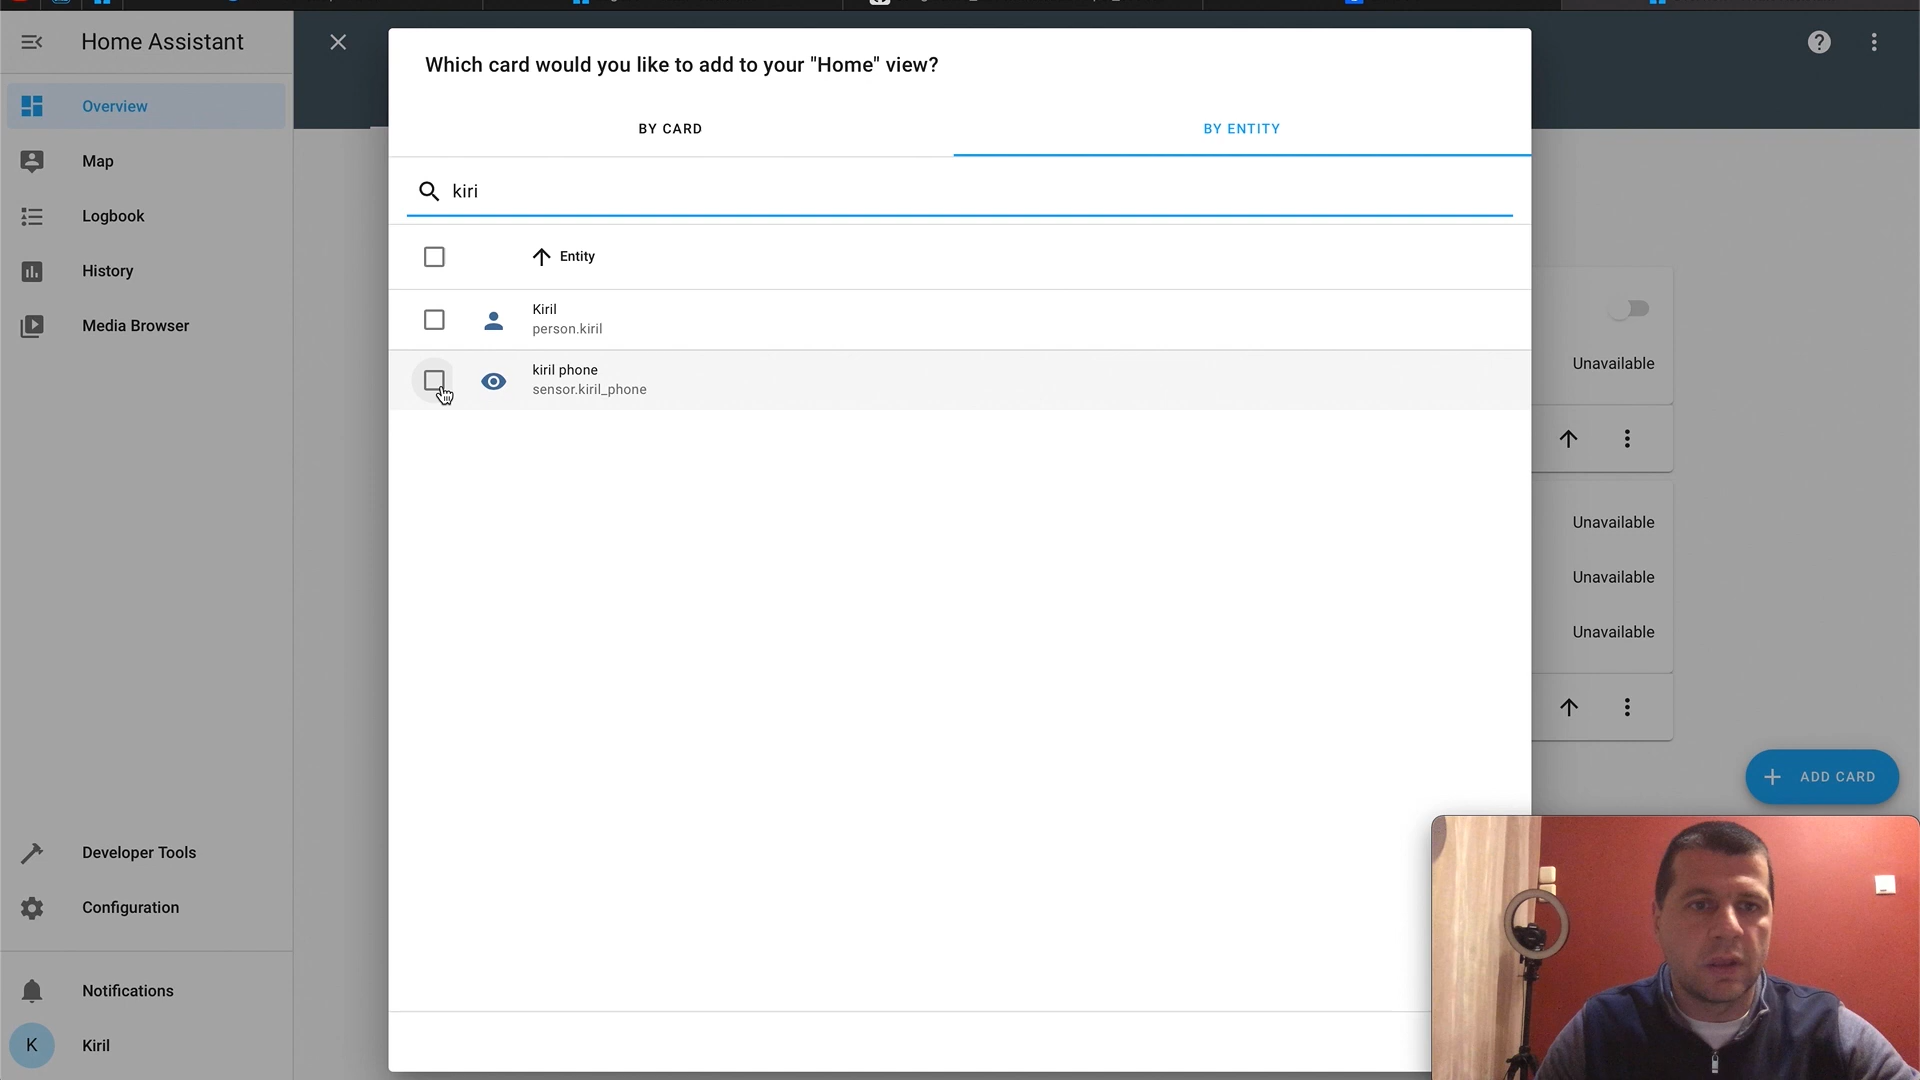 Home Assistant
Overview
Map
Logbook
History
Media Browser
Developer Tools
Configuration
Notifications
K
Kiril
Which card would you like to add to your "Home" view?
BY CARD
BY ENTITY
kiri
Entity
Kiril
person.kiril
kiril phone
sensor.kiril_phone
Unavailable
Unavailable
Unavailable
Unavailable
ADD CARD